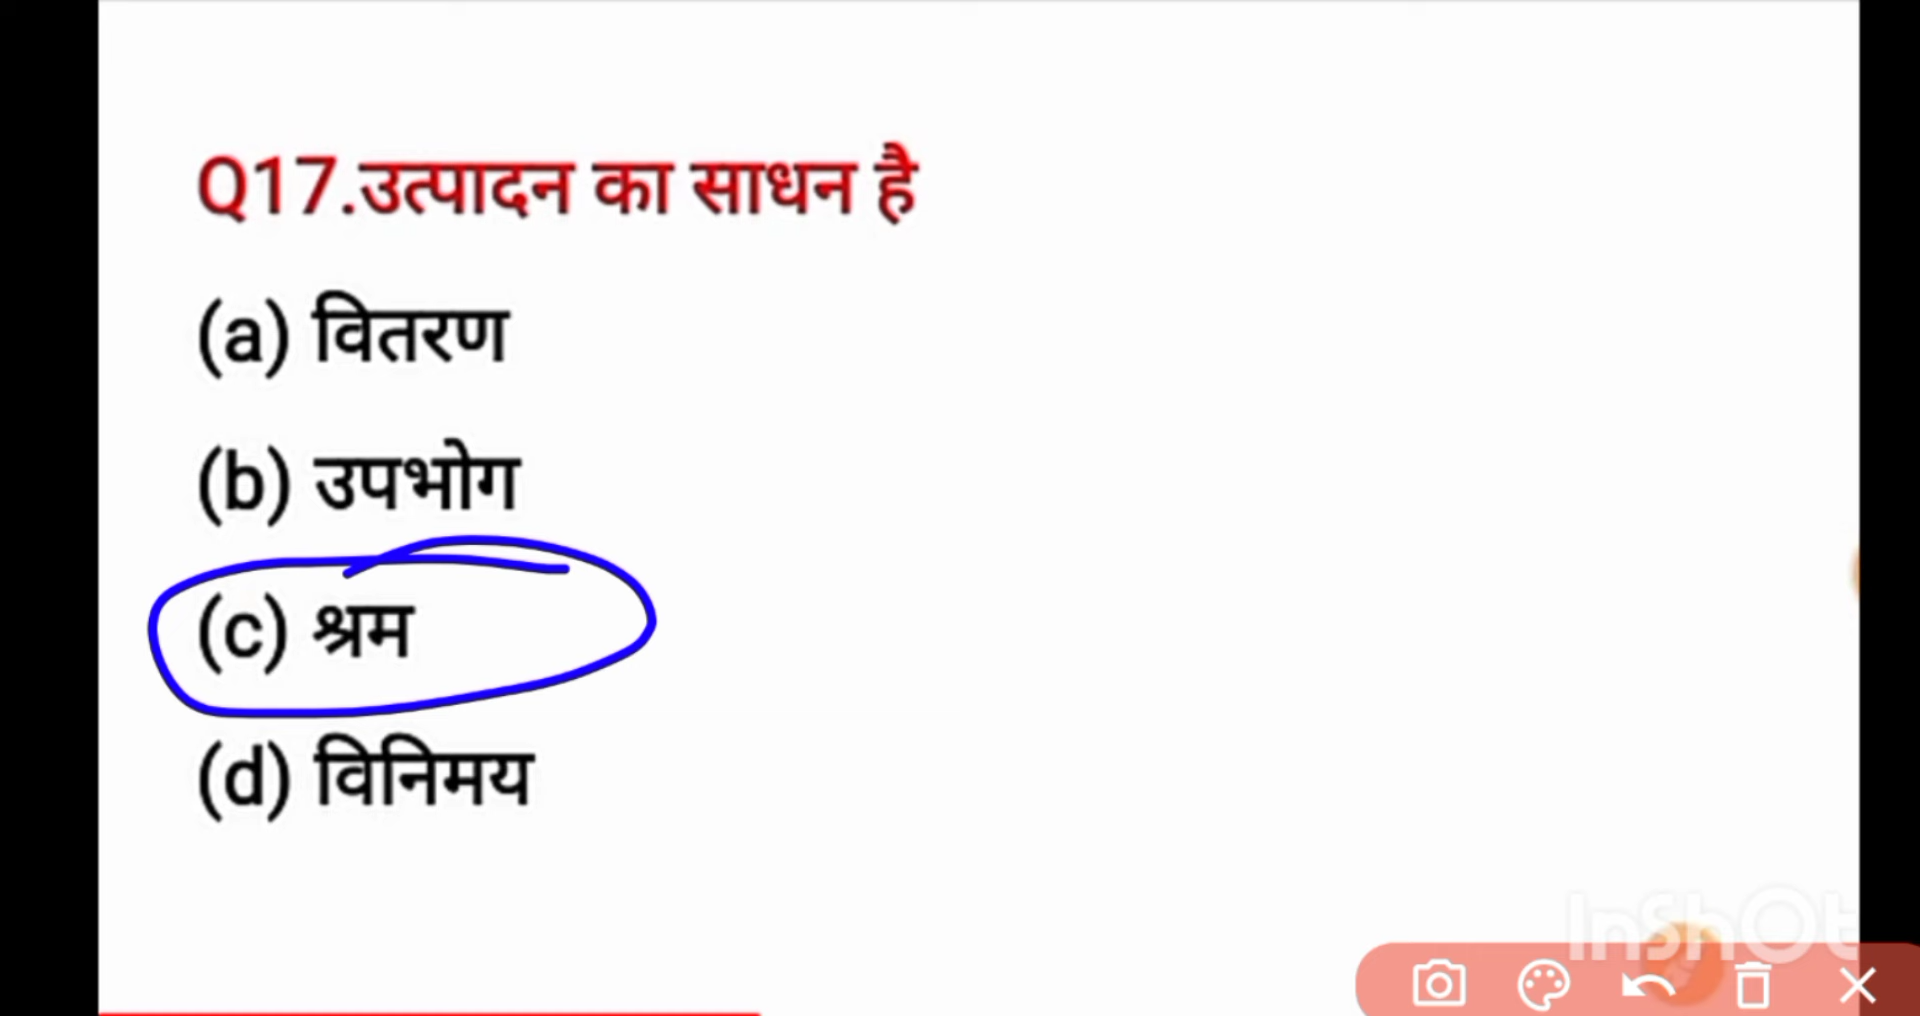 Q17.उत्पादन का साधन है
(a) वितरण
(b) उपभोग
(c) श्रम
(d) विनिमय
InShOt